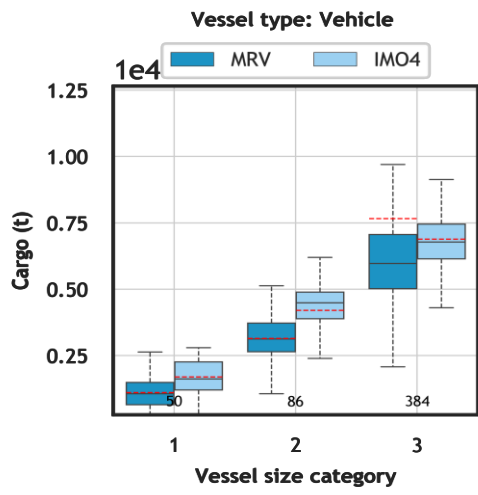 Vessel type: Vehicle
MRV
IMO4
1e4
1.25
1.00
0.75
0.50
0.25
Cargo (t)
50
86
384
1
2
3
Vessel size category